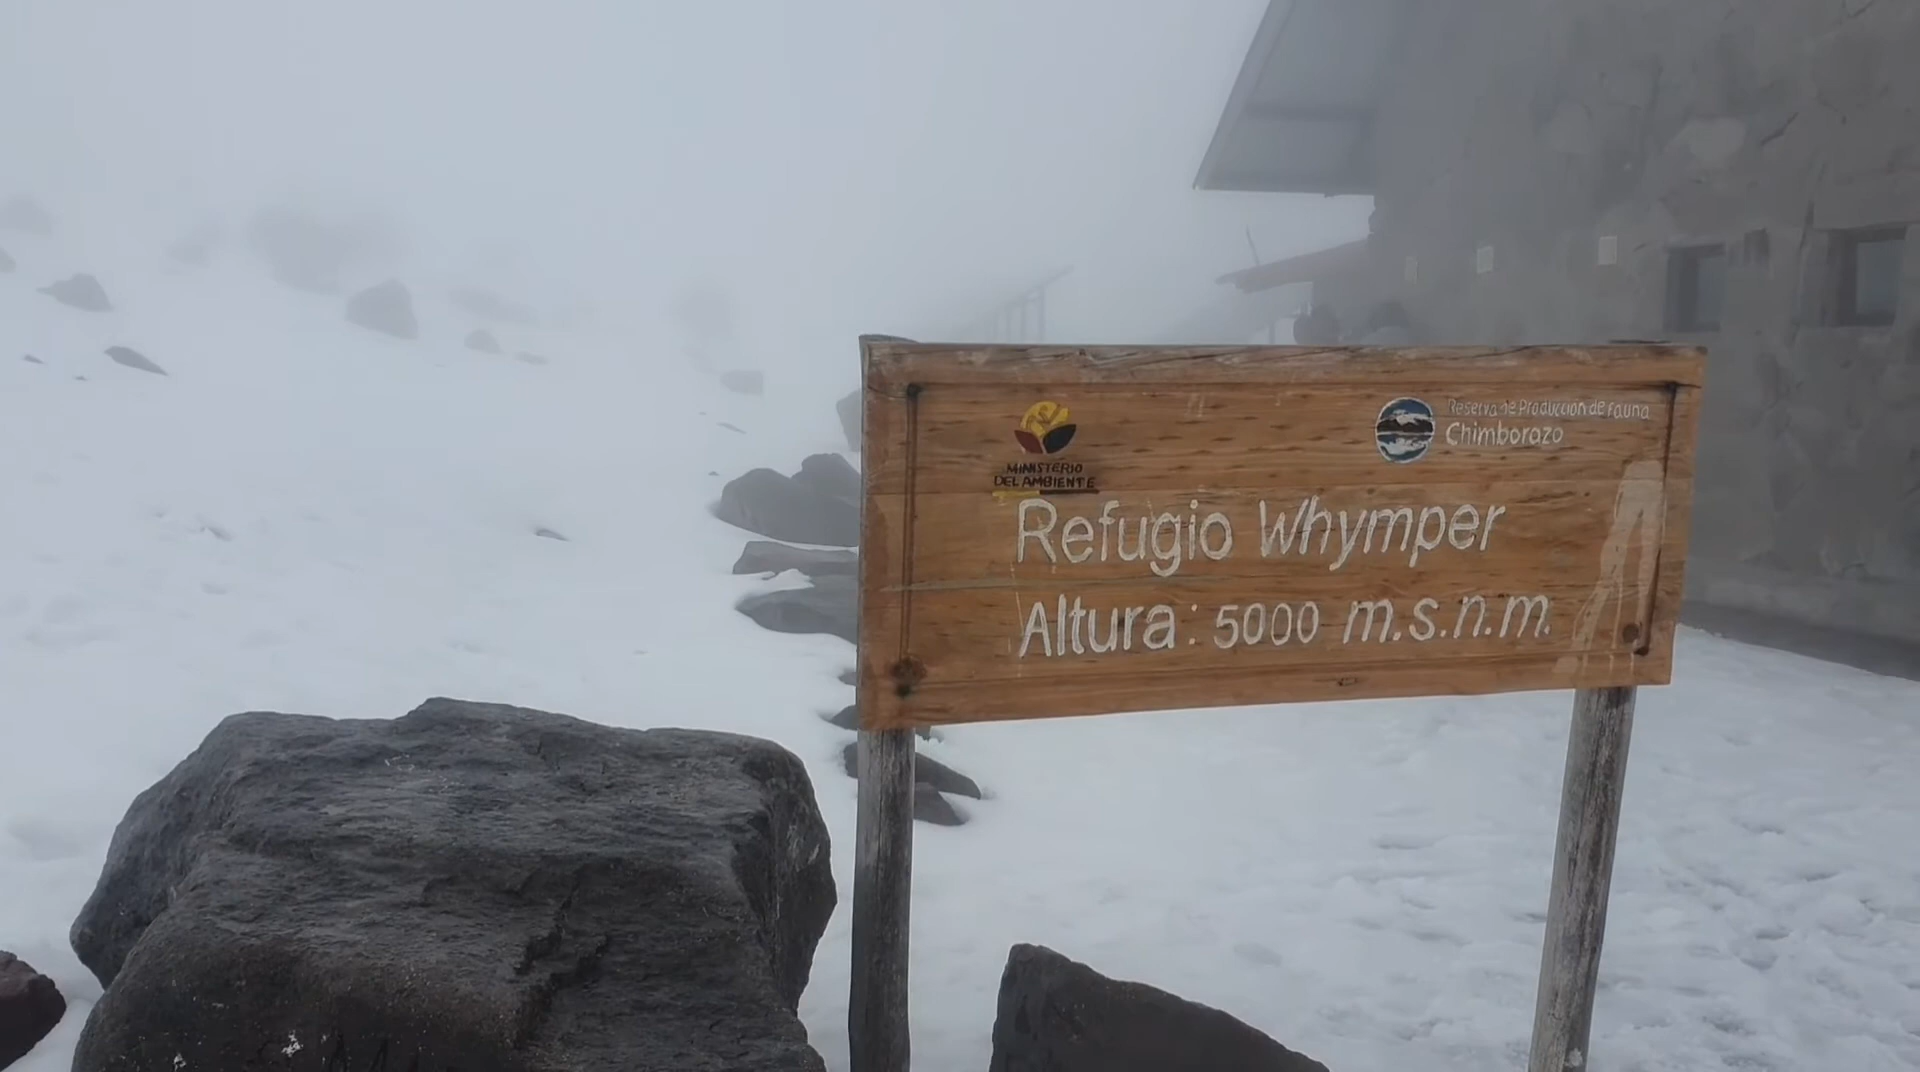 MINISTERIO
DEL AMBIENTE
Reserva de Producción de Fauna
Chimborazo
Refugio Whymper
Altura: 5000 m.s.n.m.